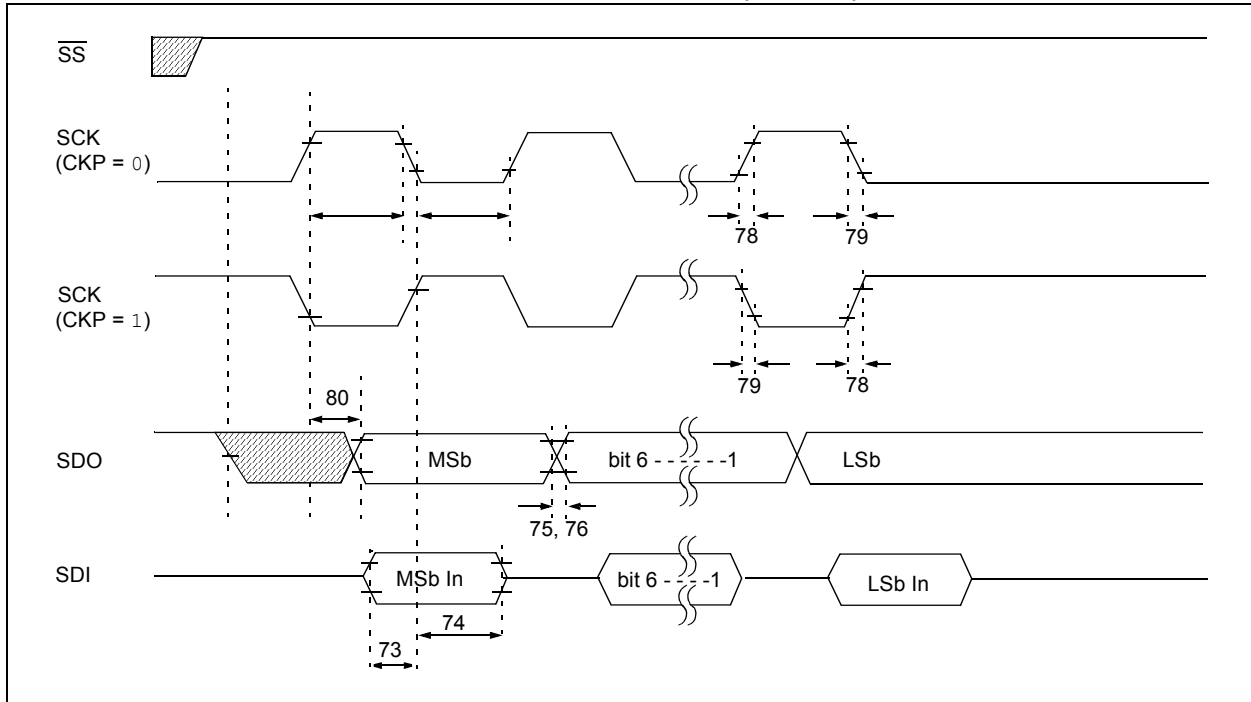 SS
SCK
(CKP = 0)
78
79
SCK
(CKP = 1)
79
78
80
SDO
MSb
bit 6 - - - - - -1
LSb
75, 76
SDI
MSb In
bit 6 - - - -1
LSb In
74
73